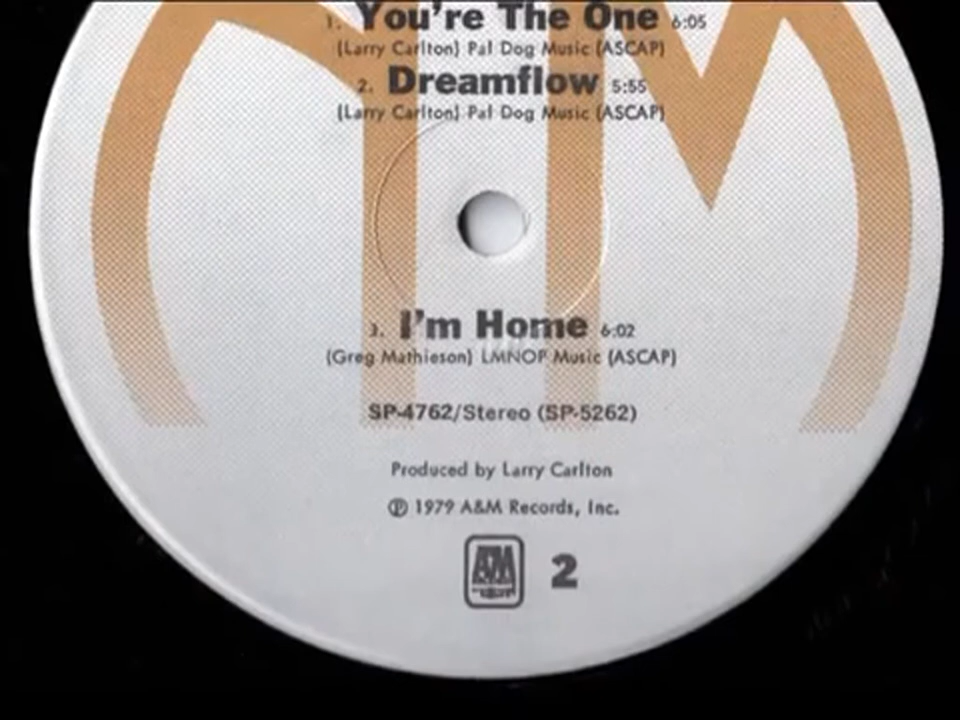 1. You're The One 6:05
(Larry Carlton) Pal Dog Music (ASCAP)
2. Dreamflow 5:55
(Larry Carlton) Pal Dog Music (ASCAP)
3. I'm Home 6:02
(Greg Mathieson) LMNOP Music (ASCAP)
SP-4762/Stereo (SP-5262)
Produced by Larry Carlton
℗ 1979 A&M Records, Inc.
A&M 2